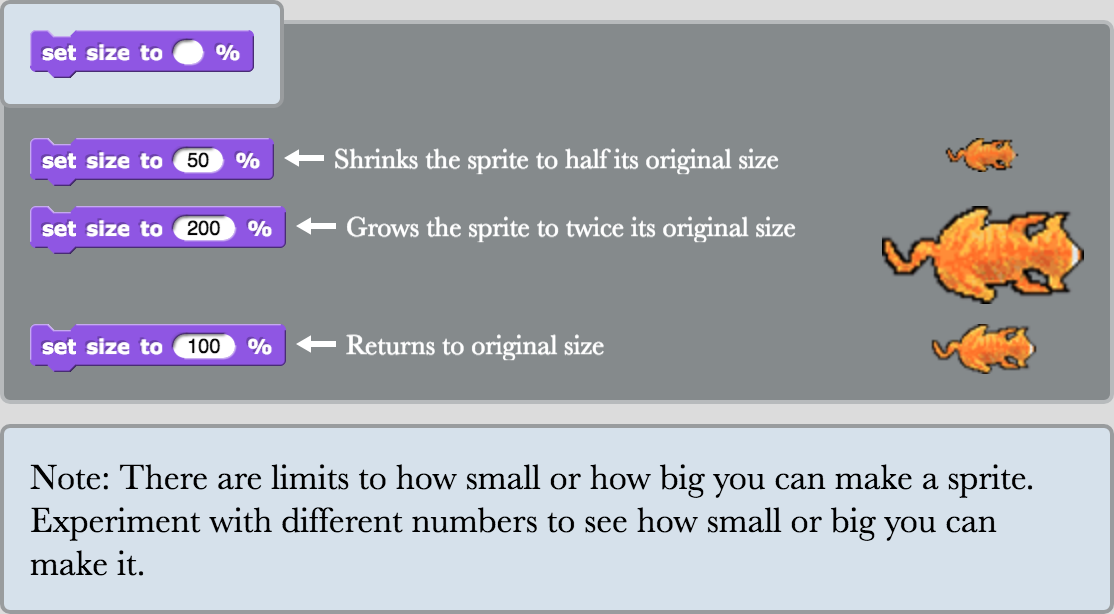 set size to %
set size to 50 %
Shrinks the sprite to half its original size
set size to 200 %
Grows the sprite to twice its original size
set size to 100 %
Returns to original size
Note: There are limits to how small or how big you can make a sprite.
Experiment with different numbers to see how small or big you can
make it.